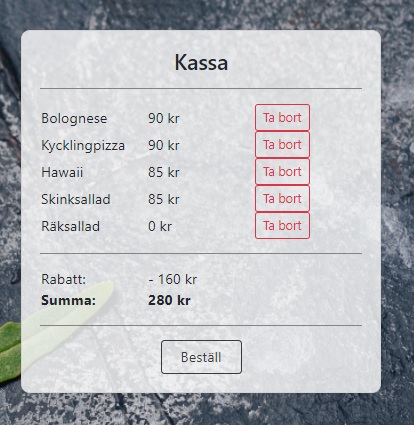 Kassa
Bolognese 90 kr Ta bort
Kycklingpizza 90 kr Ta bort
Hawaii 85 kr Ta bort
Skinksallad 85 kr Ta bort
Räksallad 0 kr Ta bort
Rabatt: - 160 kr
Summa: 280 kr
Beställ